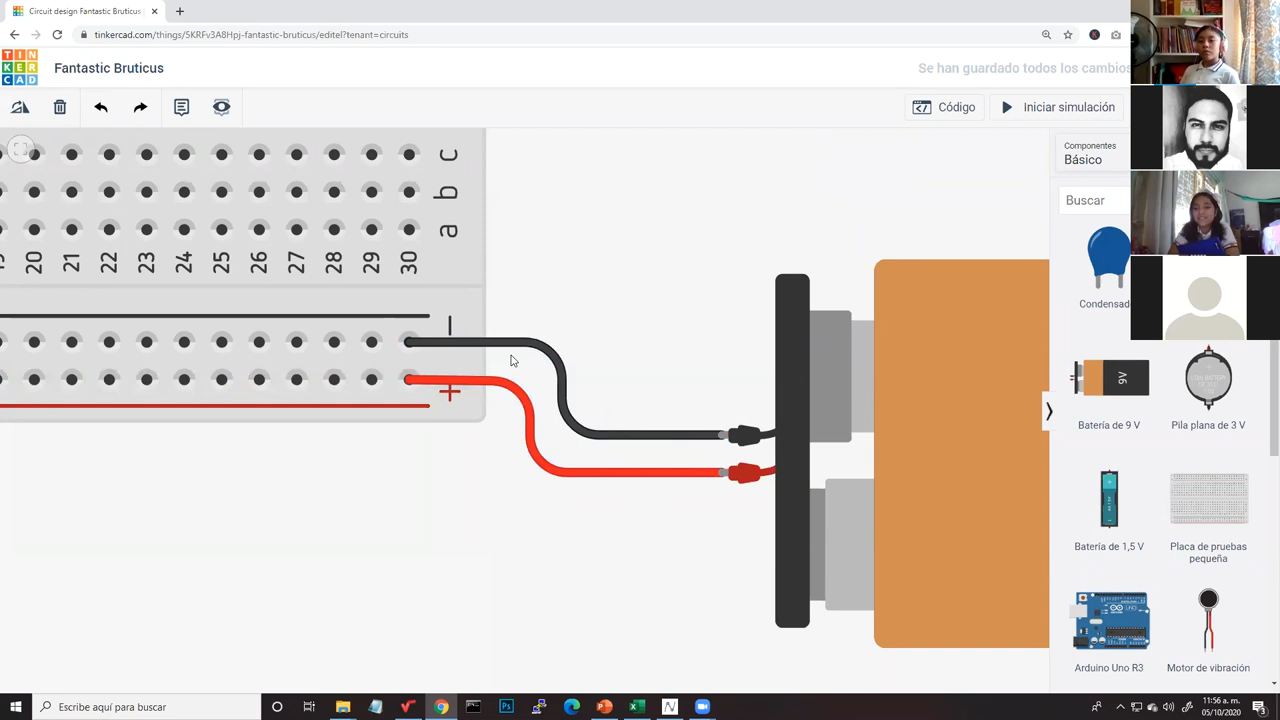 Circuit design Fantastic Bruticus
tinkercad.com/things/5KRFv3A8Hpj-fantastic-bruticus/editel?tenant=circuits
TIN
KER
CAD
Fantastic Bruticus
Se han guardado todos los cambios
Código
Iniciar simulación
Componentes
Básico
Buscar
Condensad
c
b
a
20 21 22 23 24 25 26 27 28 29 30
−
+
9V
Batería de 9 V
Pila plana de 3 V
Batería de 1,5 V
Placa de pruebas
pequeña
Arduino Uno R3
Motor de vibración
Escribe aquí para buscar
11:56 a. m.
05/10/2020